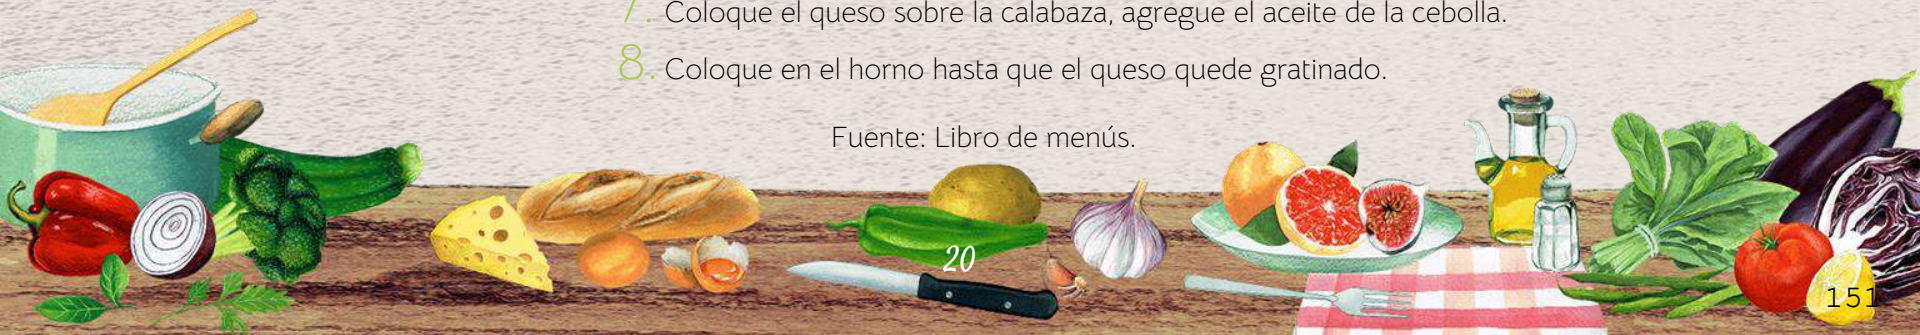 7. Coloque el queso sobre la calabaza, agregue el aceite de la cebolla.
8. Coloque en el horno hasta que el queso quede gratinado.
Fuente: Libro de menús.
20
151